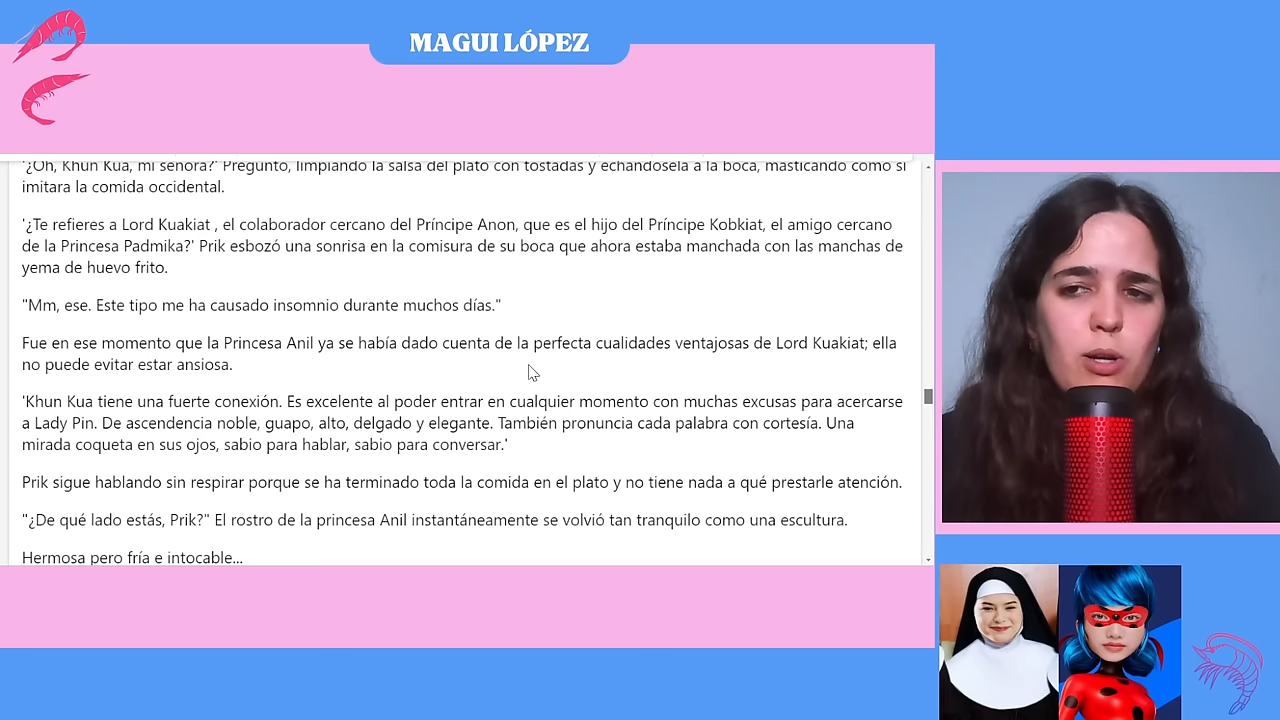 MAGUI LÓPEZ
'¿Oh, Khun Kua, mi señora?' Preguntó, limpiando la salsa del plato con tostadas y echándosela a la boca, masticando como si
imitara la comida occidental.
'¿Te refieres a Lord Kuakiat , el colaborador cercano del Príncipe Anon, que es el hijo del Príncipe Kobkiat, el amigo cercano
de la Princesa Padmika?' Prik esbozó una sonrisa en la comisura de su boca que ahora estaba manchada con las manchas de
yema de huevo frito.
"Mm, ese. Este tipo me ha causado insomnio durante muchos días."
Fue en ese momento que la Princesa Anil ya se había dado cuenta de la perfecta cualidades ventajosas de Lord Kuakiat; ella
no puede evitar estar ansiosa.
'Khun Kua tiene una fuerte conexión. Es excelente al poder entrar en cualquier momento con muchas excusas para acercarse
a Lady Pin. De ascendencia noble, guapo, alto, delgado y elegante. También pronuncia cada palabra con cortesía. Una
mirada coqueta en sus ojos, sabio para hablar, sabio para conversar.'
Prik sigue hablando sin respirar porque se ha terminado toda la comida en el plato y no tiene nada a qué prestarle atención.
"¿De qué lado estás, Prik?" El rostro de la princesa Anil instantáneamente se volvió tan tranquilo como una escultura.
Hermosa pero fría e intocable...